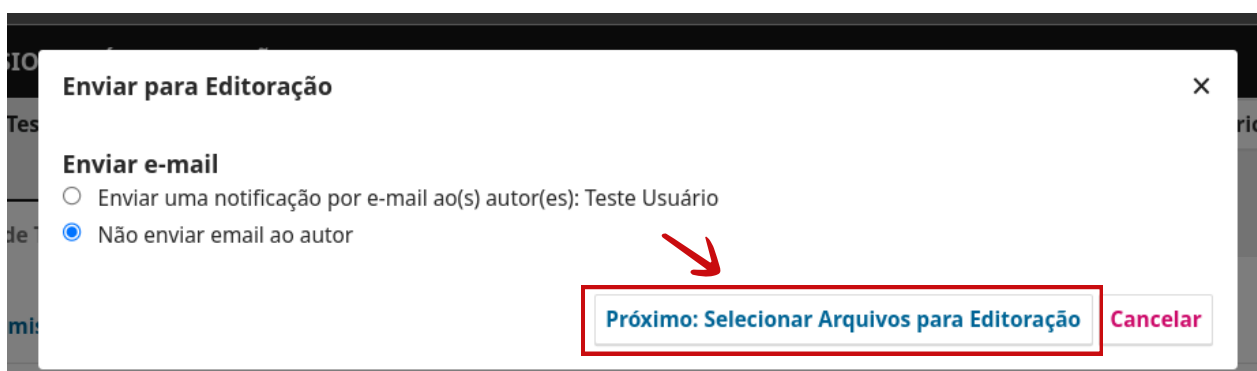 Enviar para Editoração
Enviar e-mail
Enviar uma notificação por e-mail ao(s) autor(es): Teste Usuário
Não enviar email ao autor
Próximo: Selecionar Arquivos para Editoração
Cancelar